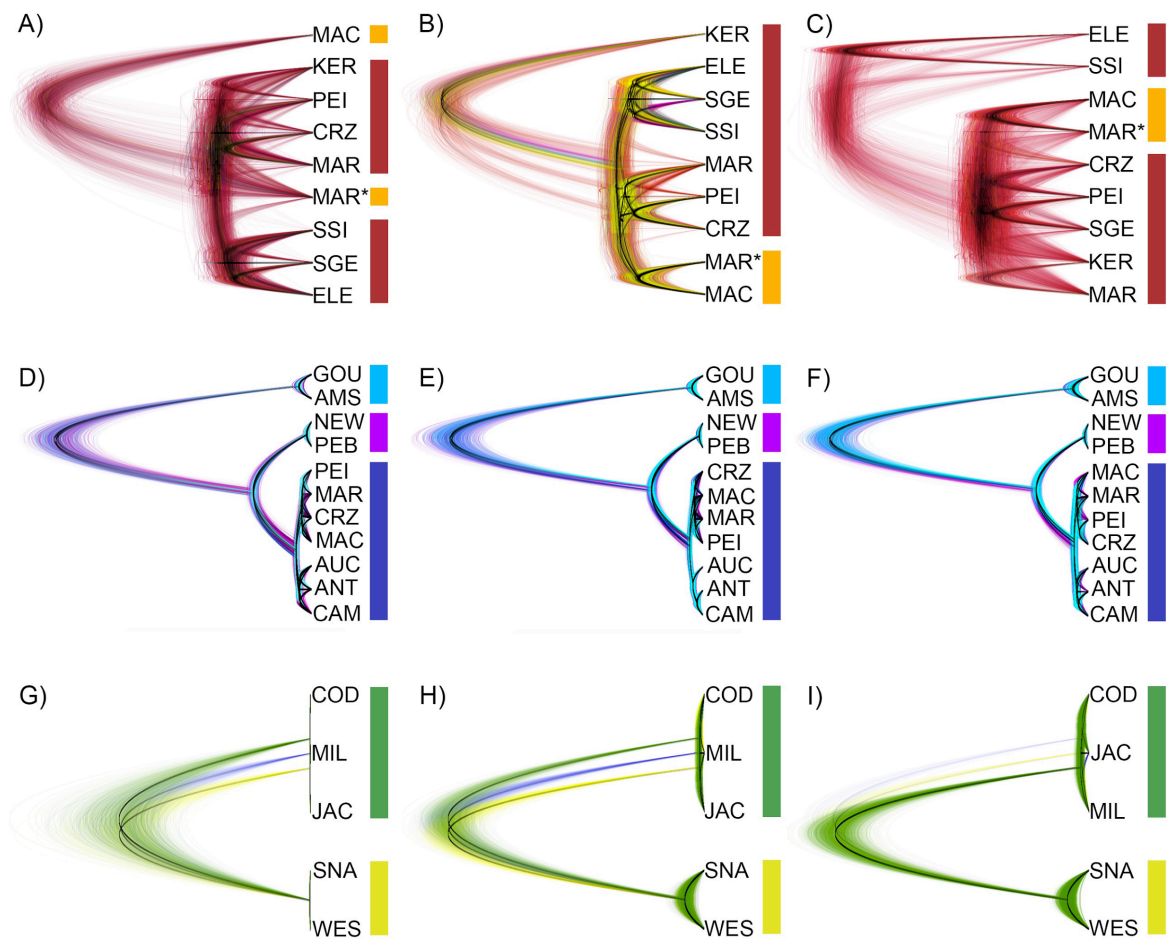 A)
MAC
KER
PEI
CRZ
MAR
MAR*
SSI
SGE
ELE
B)
KER
ELE
SGE
SSI
MAR
PEI
CRZ
MAR*
MAC
C)
ELE
SSI
MAC
MAR*
CRZ
PEI
SGE
KER
MAR
D)
GOU
AMS
NEW
PEB
PEI
MAR
CRZ
MAC
AUC
ANT
CAM
E)
GOU
AMS
NEW
PEB
CRZ
MAC
MAR
PEI
AUC
ANT
CAM
F)
GOU
AMS
NEW
PEB
MAC
MAR
PEI
CRZ
AUC
ANT
CAM
G)
COD
MIL
JAC
SNA
WES
H)
COD
MIL
JAC
SNA
WES
I)
COD
JAC
MIL
SNA
WES